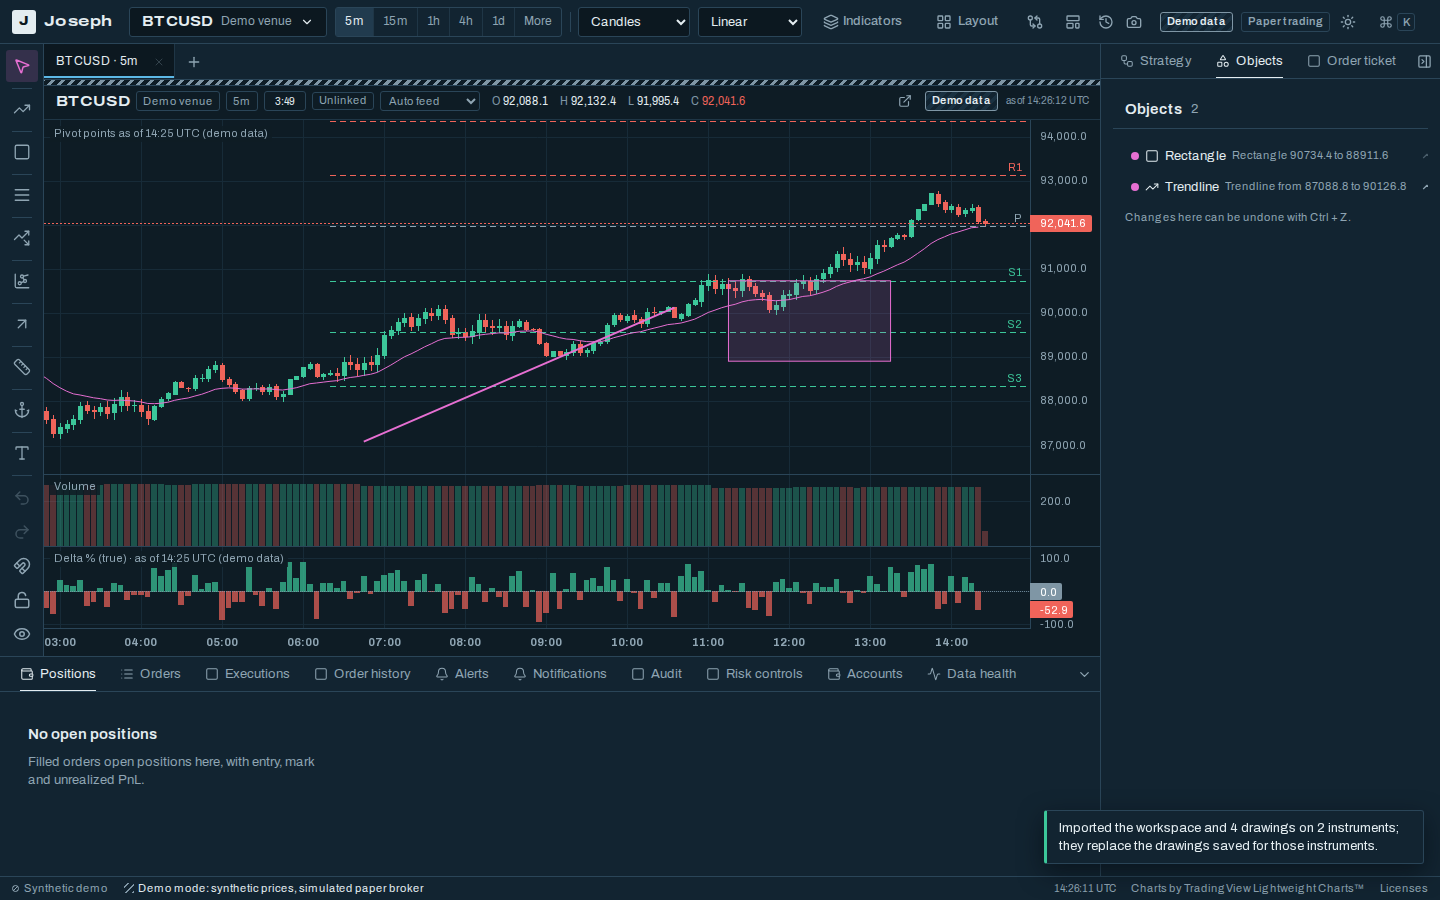 J Joseph BTCUSD Demo venue 5m 15m 1h 4h 1d More Candles Linear Indicators Layout Demo data Paper trading ⌘ K
BTCUSD · 5m × + Strategy Objects Order ticket
BTCUSD Demo venue 5m 3:49 Unlinked Auto feed O 92,088.1 H 92,132.4 L 91,995.4 C 92,041.6 Demo data as of 14:26:12 UTC
Objects 2
Rectangle Rectangle 90734.4 to 88911.6
Trendline Trendline from 87088.8 to 90126.8
Changes here can be undone with Ctrl + Z.
Pivot points as of 14:25 UTC (demo data)
94,000.0
R1
93,000.0
P
92,041.6
S1
91,000.0
90,000.0
S2
89,000.0
S3
88,000.0
87,000.0
Volume
200.0
Delta % (true) · as of 14:25 UTC (demo data)
100.0
0.0
-52.9
-100.0
03:00 04:00 05:00 06:00 07:00 08:00 09:00 10:00 11:00 12:00 13:00 14:00
Positions Orders Executions Order history Alerts Notifications Audit Risk controls Accounts Data health
No open positions
Filled orders open positions here, with entry, mark
and unrealized PnL.
Imported the workspace and 4 drawings on 2 instruments;
they replace the drawings saved for those instruments.
Synthetic demo Demo mode: synthetic prices, simulated paper broker 14:26:11 UTC Charts by TradingView Lightweight Charts™ Licenses